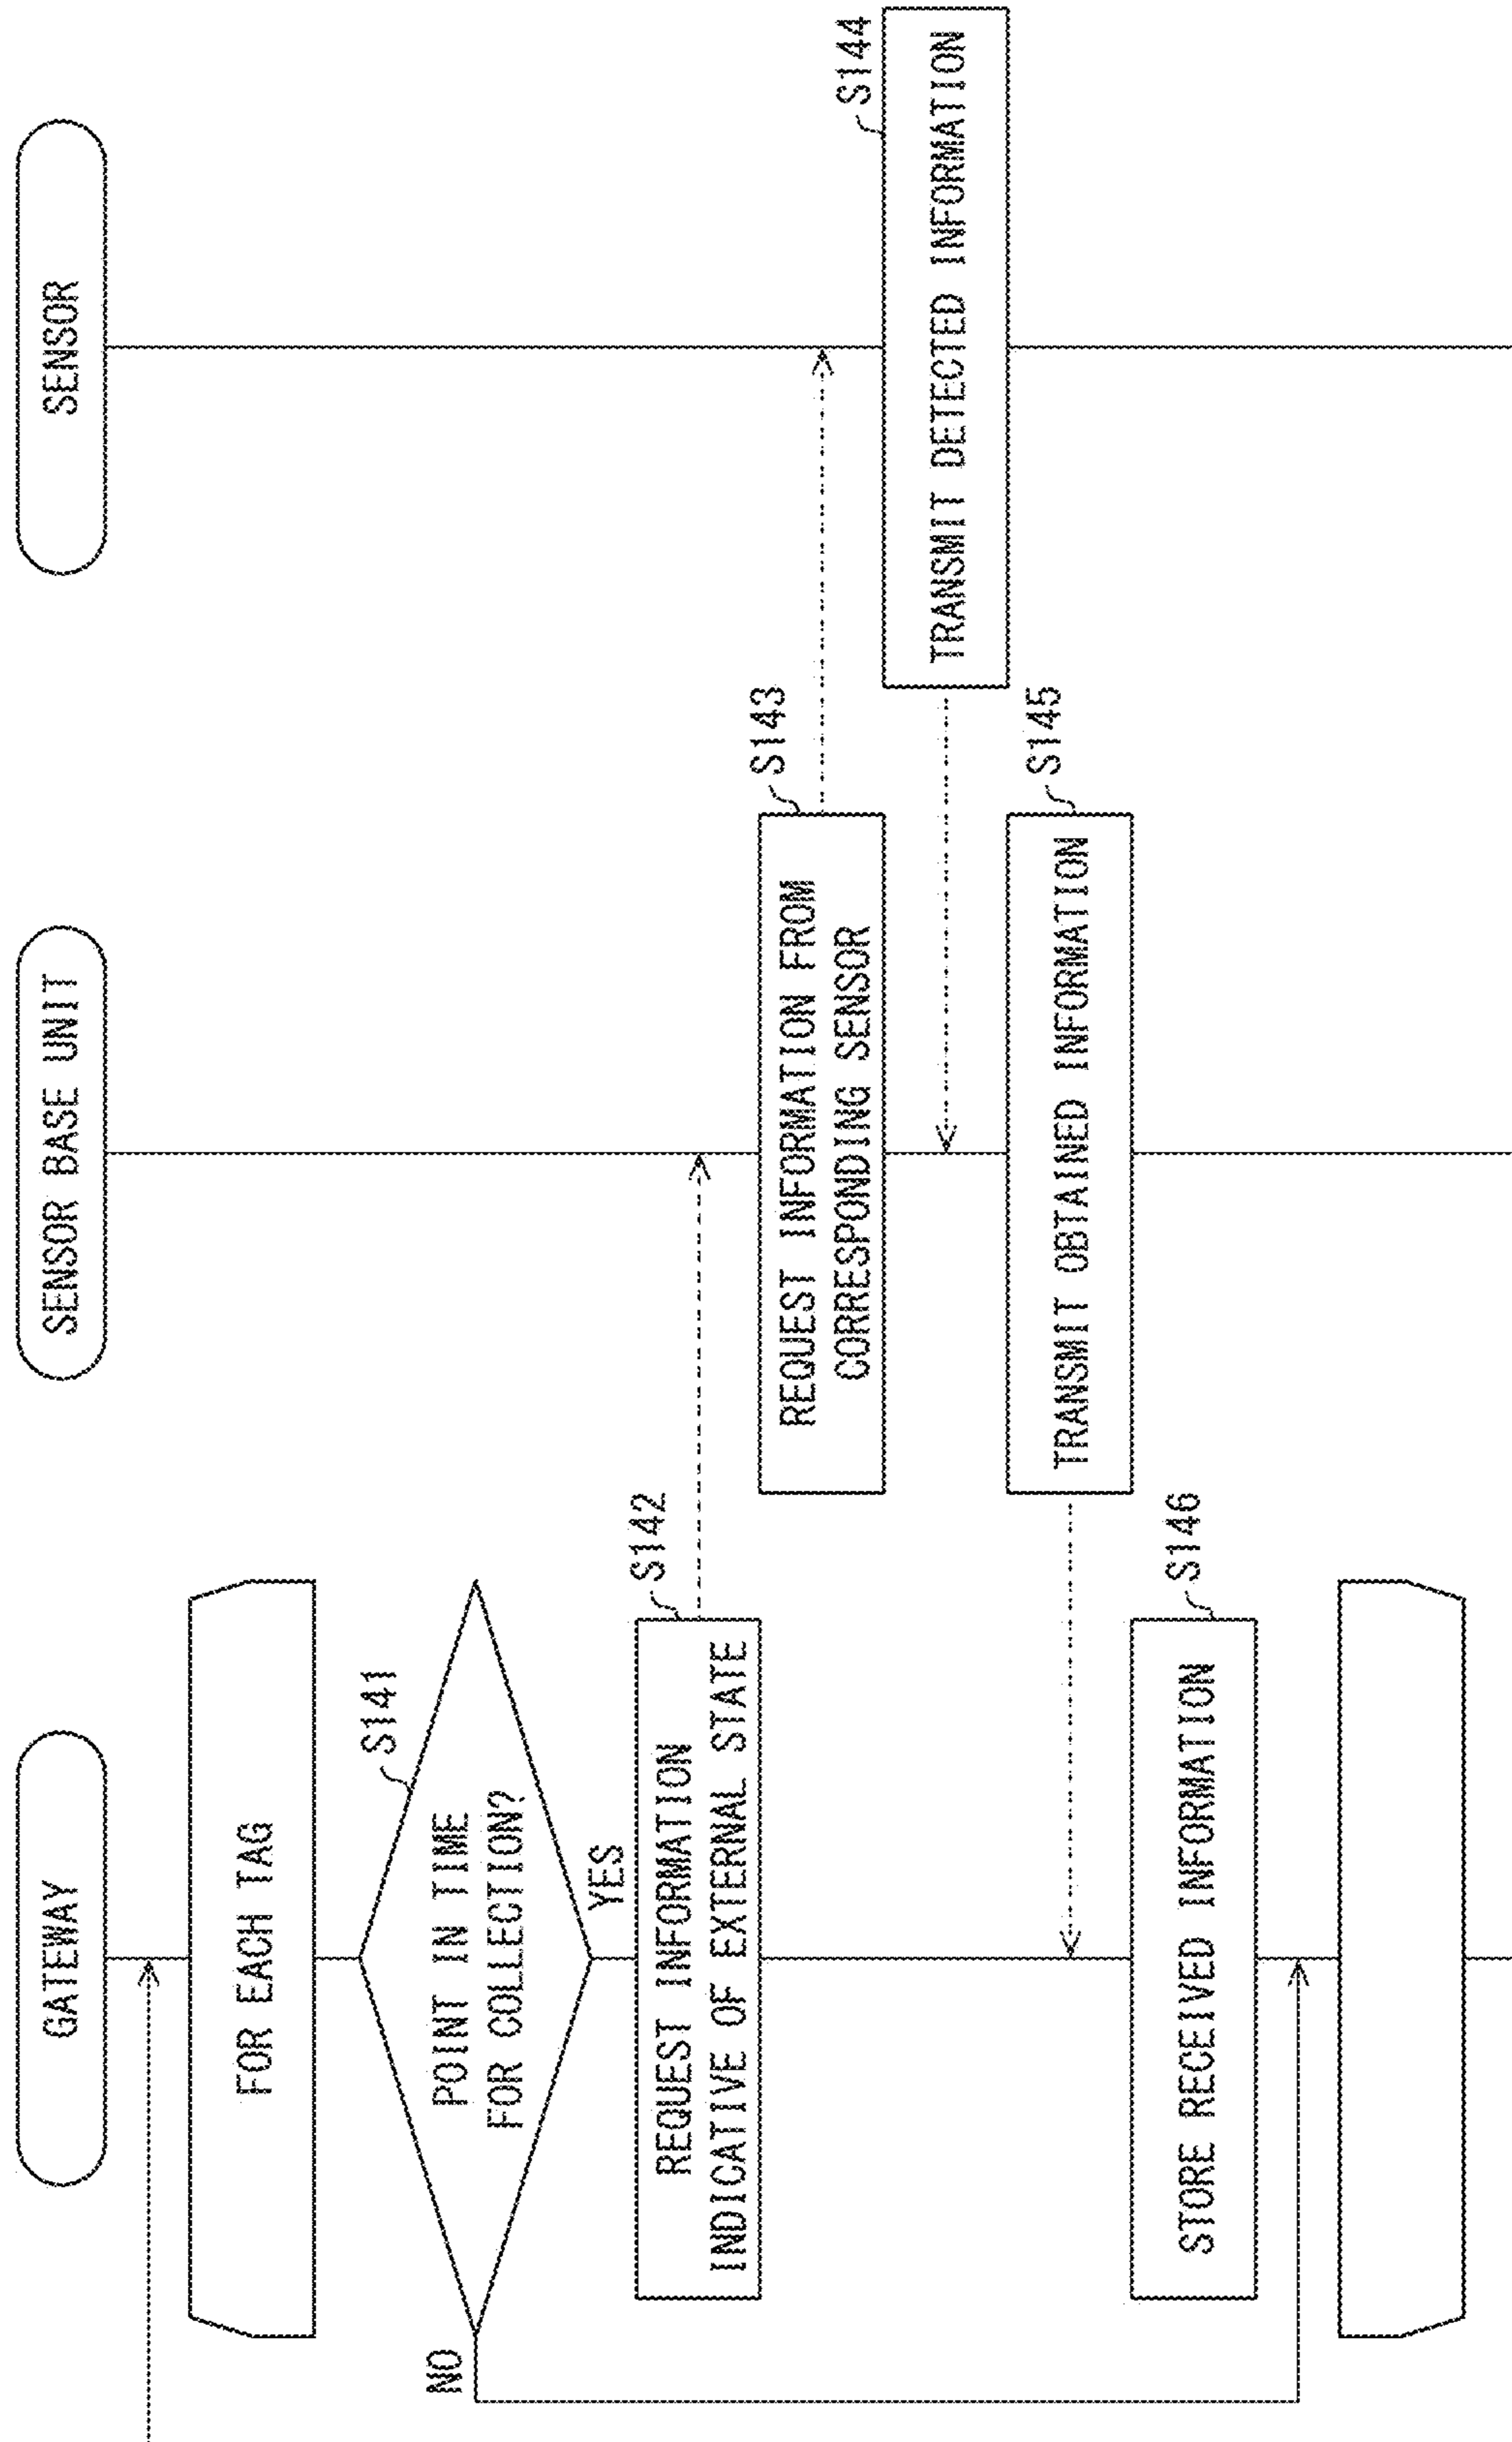 GATEWAY
SENSOR BASE UNIT
SENSOR
FOR EACH TAG
S141
POINT IN TIME
FOR COLLECTION?
NO
YES
S142
REQUEST INFORMATION
INDICATIVE OF EXTERNAL STATE
S143
REQUEST INFORMATION FROM
CORRESPONDING SENSOR
S144
TRANSMIT DETECTED INFORMATION
S145
TRANSMIT OBTAINED INFORMATION
S146
STORE RECEIVED INFORMATION